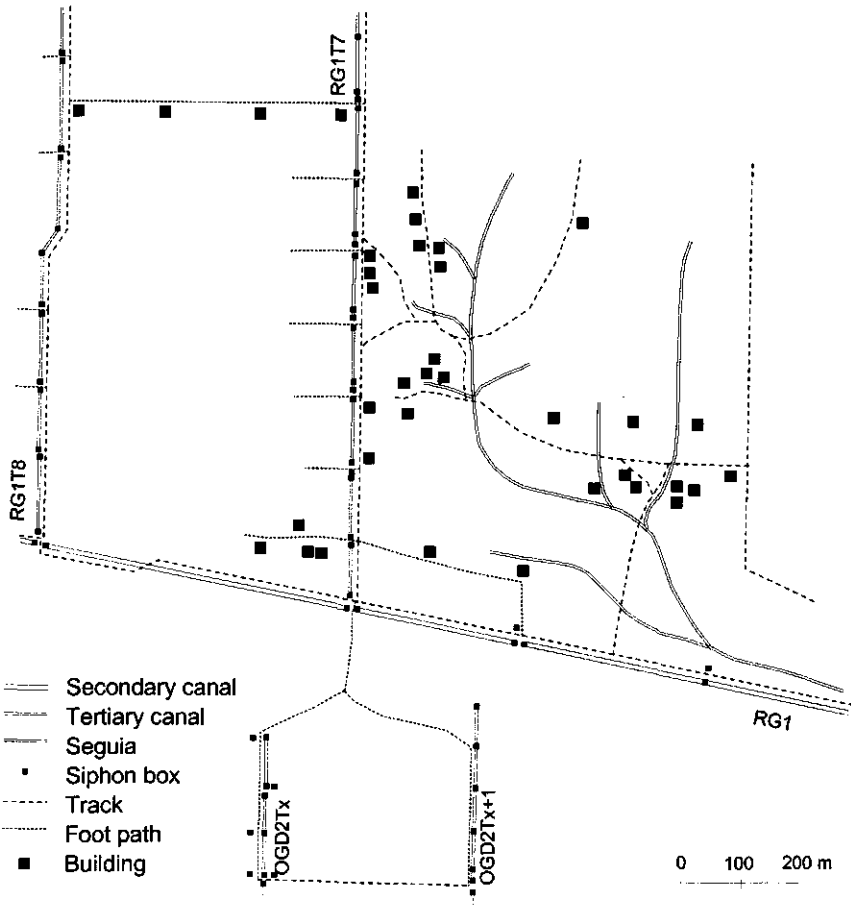 RG1T7
RG1T8
RG1
Secondary canal
Tertiary canal
Seguia
Siphon box
Track
Foot path
Building
OGD2Tx
OGD2Tx+1
0 100 200 m